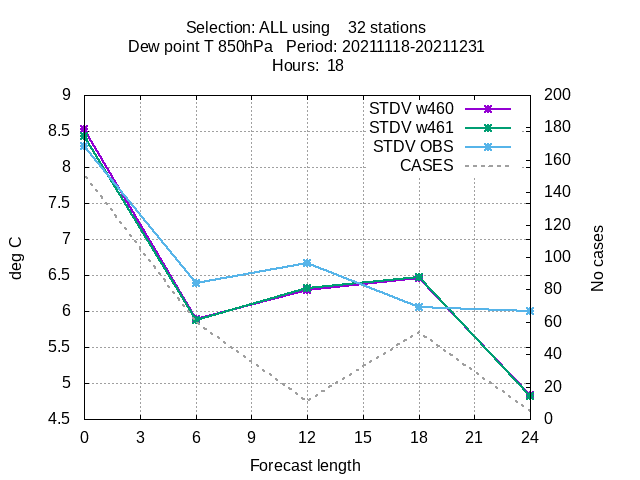 Selection: ALL using    32 stations
Dew point T 850hPa   Period: 20211118-20211231
Hours:  18
STDV w460
STDV w461
STDV OBS
CASES
9
8.5
8
7.5
7
6.5
6
5.5
5
4.5
deg C
200
180
160
140
120
100
80
60
40
20
0
No cases
0 3 6 9 12 15 18 21 24
Forecast length